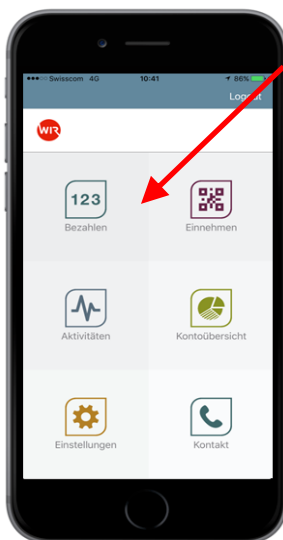 Swisscom 4G 10:41 86%
Logout
WIR
123
Bezahlen Einnehmen
Aktivitäten Kontoübersicht
Einstellungen Kontakt